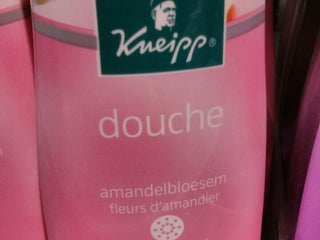 Kneipp®
douche
amandelbloesem
fleurs d'amandier